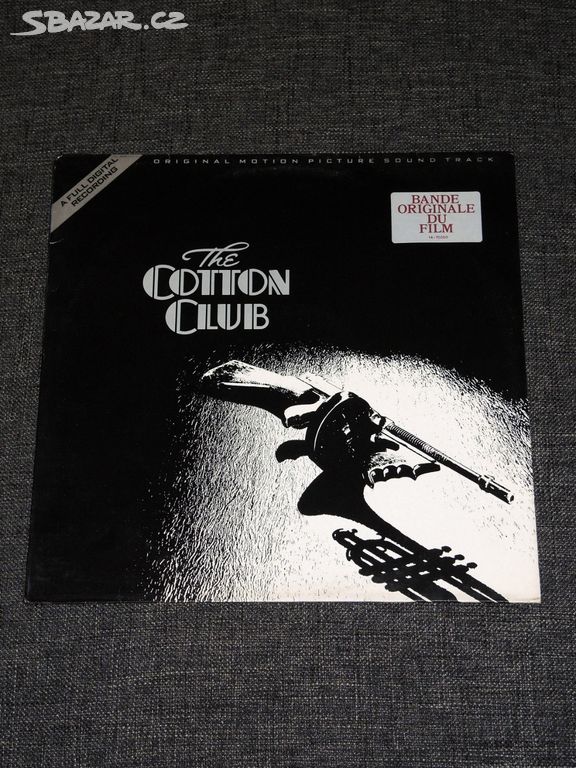 SBAZAR.CZ
A FULL DIGITAL
RECORDING
ORIGINAL MOTION PICTURE SOUND TRACK
BANDE
ORIGINALE
DU
FILM
The
COTTON
CLUB